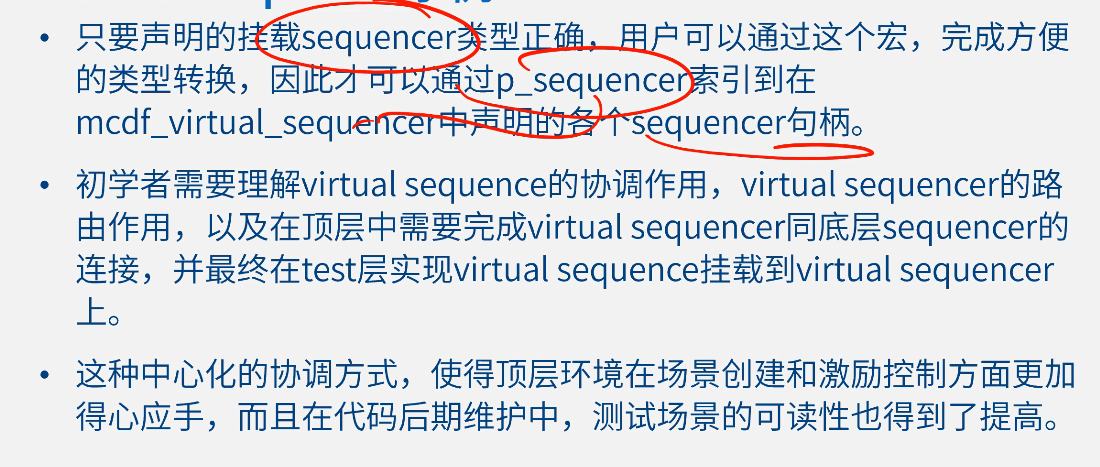 • 只要声明的挂载sequencer类型正确，用户可以通过这个宏，完成方便
的类型转换，因此才可以通过p_sequencer索引到在
mcdf_virtual_sequencer中声明的各个sequencer句柄。
• 初学者需要理解virtual sequence的协调作用，virtual sequencer的路
由作用，以及在顶层中需要完成virtual sequencer同底层sequencer的
连接，并最终在test层实现virtual sequence挂载到virtual sequencer
上。
• 这种中心化的协调方式，使得顶层环境在场景创建和激励控制方面更加
得心应手，而且在代码后期维护中，测试场景的可读性也得到了提高。